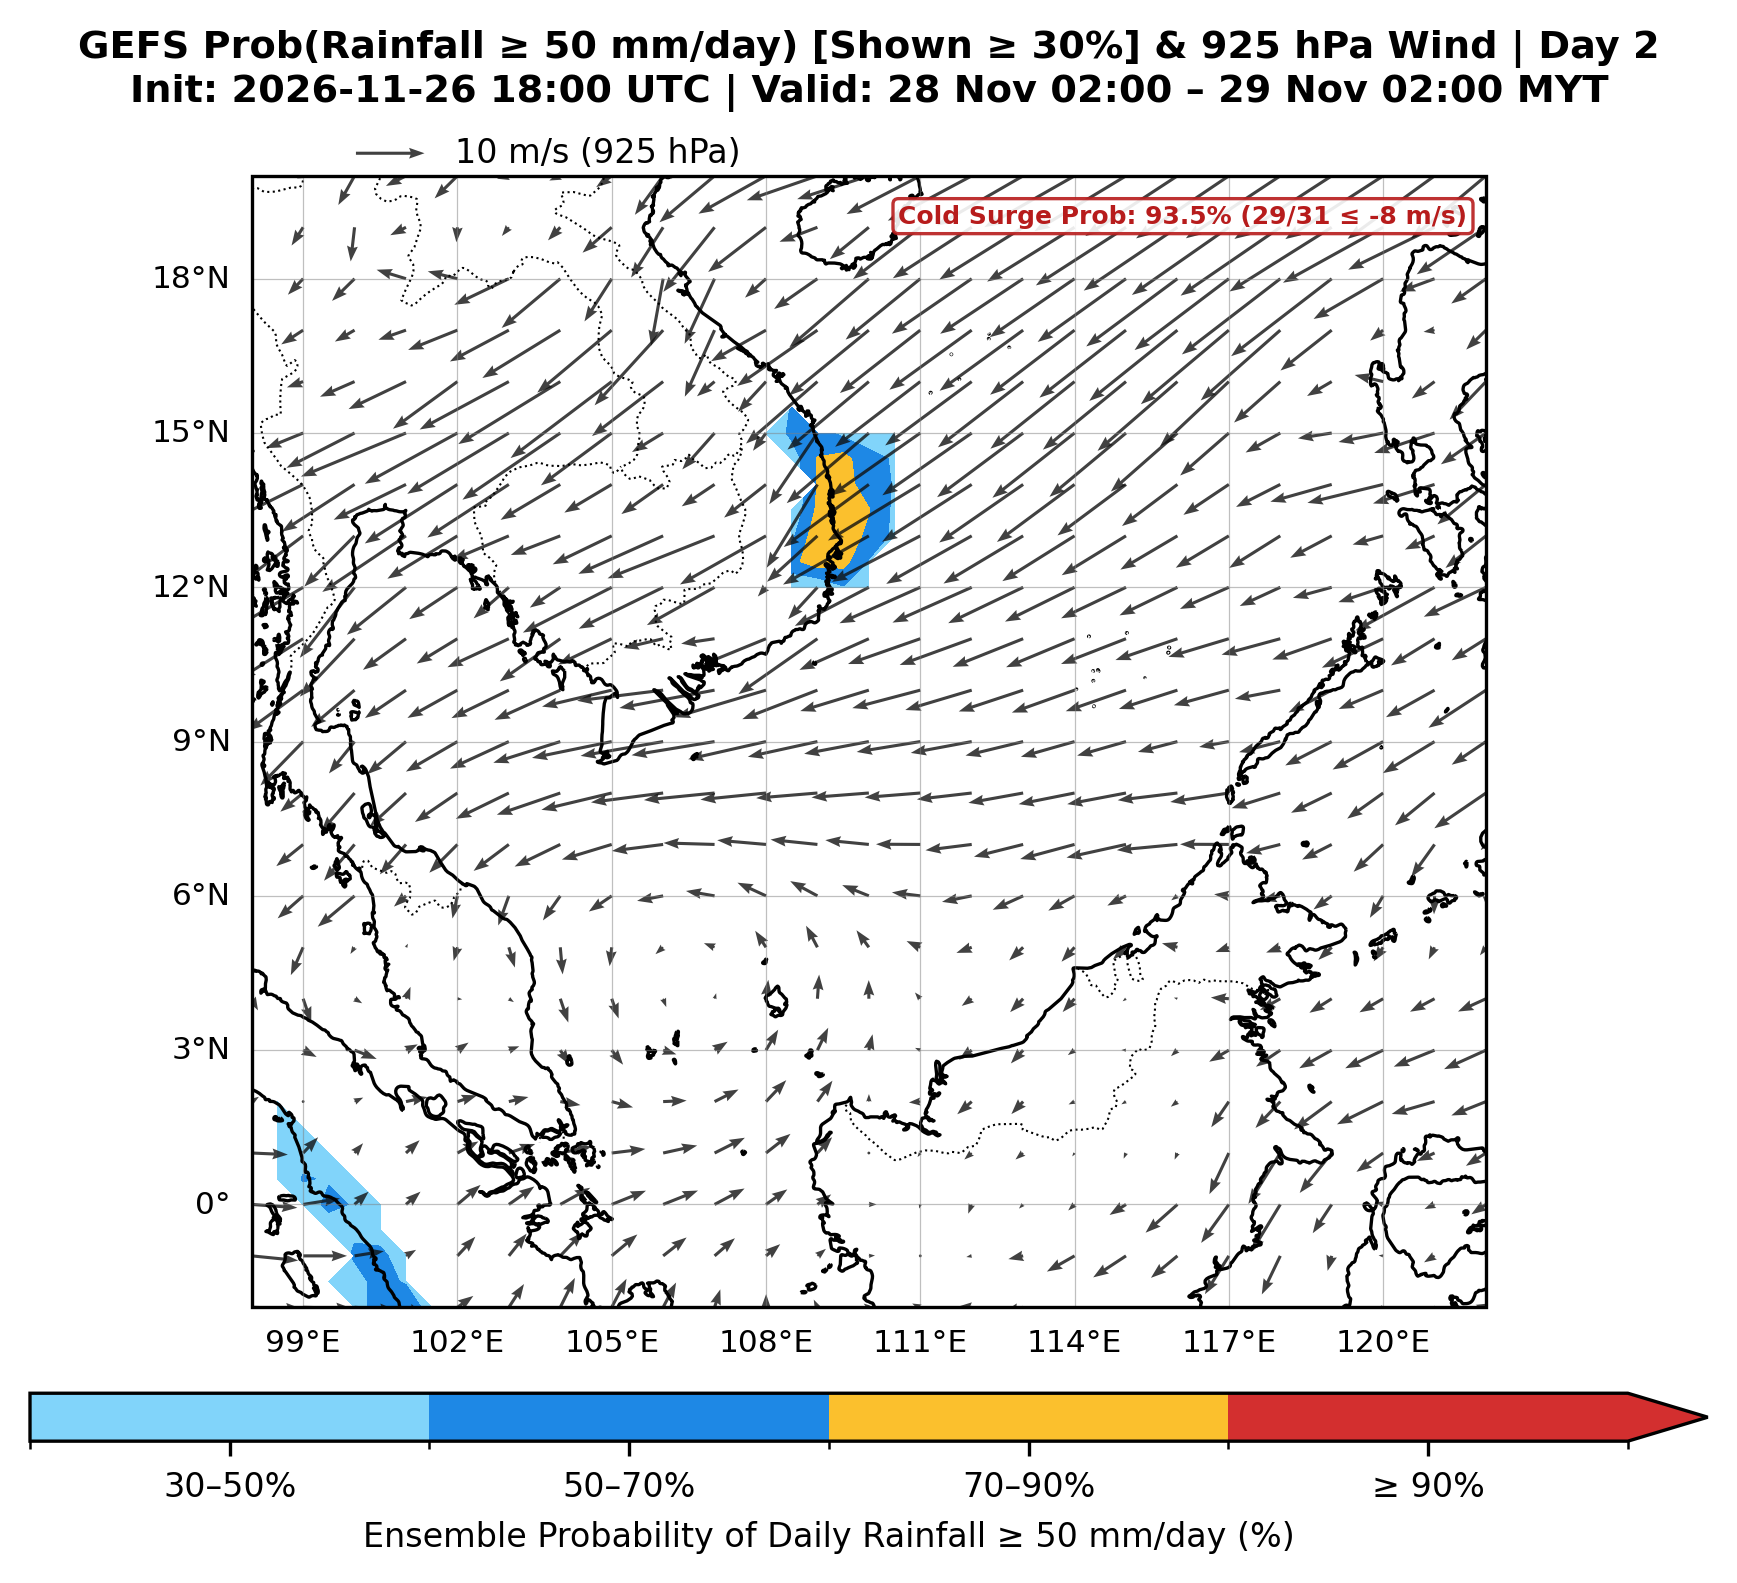 GEFS Prob(Rainfall ≥ 50 mm/day) [Shown ≥ 30%] & 925 hPa Wind | Day 2
Init: 2026-11-26 18:00 UTC | Valid: 28 Nov 02:00 – 29 Nov 02:00 MYT
10 m/s (925 hPa)
Cold Surge Prob: 93.5% (29/31 ≤ -8 m/s)
18°N
15°N
12°N
9°N
6°N
3°N
0°
99°E 102°E 105°E 108°E 111°E 114°E 117°E 120°E
30–50% 50–70% 70–90% ≥ 90%
Ensemble Probability of Daily Rainfall ≥ 50 mm/day (%)